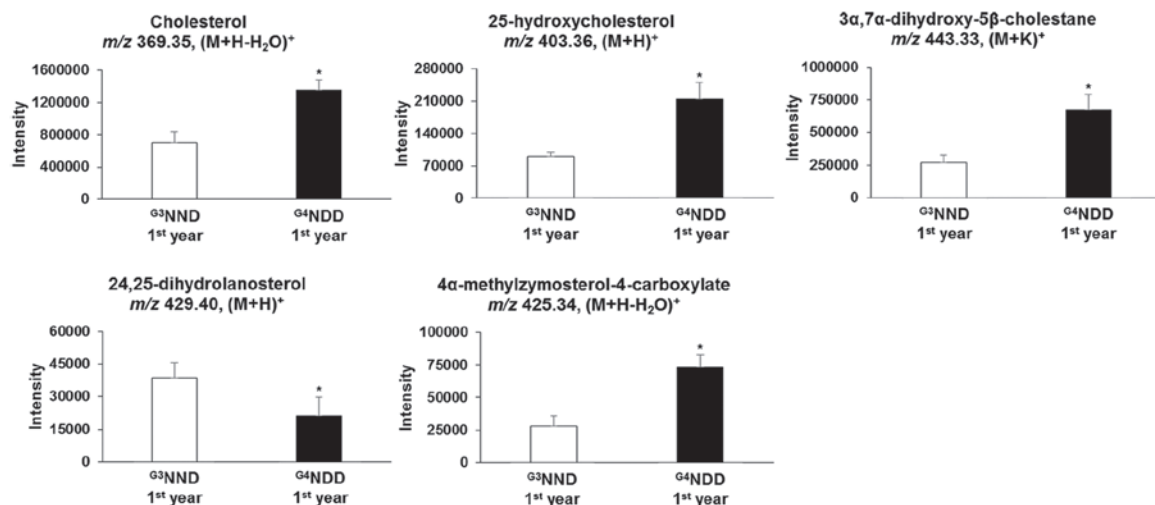 Cholesterol
m/z 369.35, (M+H-H₂O)⁺
Intensity
1600000
1200000
800000
400000
0
*
ᴳ³NND
1ˢᵗ year
ᴳ⁴NDD
1ˢᵗ year
25-hydroxycholesterol
m/z 403.36, (M+H)⁺
Intensity
280000
210000
140000
70000
0
*
ᴳ³NND
1ˢᵗ year
ᴳ⁴NDD
1ˢᵗ year
3α,7α-dihydroxy-5β-cholestane
m/z 443.33, (M+K)⁺
Intensity
1000000
750000
500000
250000
0
*
ᴳ³NND
1ˢᵗ year
ᴳ⁴NDD
1ˢᵗ year
24,25-dihydrolanosterol
m/z 429.40, (M+H)⁺
Intensity
60000
45000
30000
15000
0
*
ᴳ³NND
1ˢᵗ year
ᴳ⁴NDD
1ˢᵗ year
4α-methylzymosterol-4-carboxylate
m/z 425.34, (M+H-H₂O)⁺
Intensity
100000
75000
50000
25000
0
*
ᴳ³NND
1ˢᵗ year
ᴳ⁴NDD
1ˢᵗ year